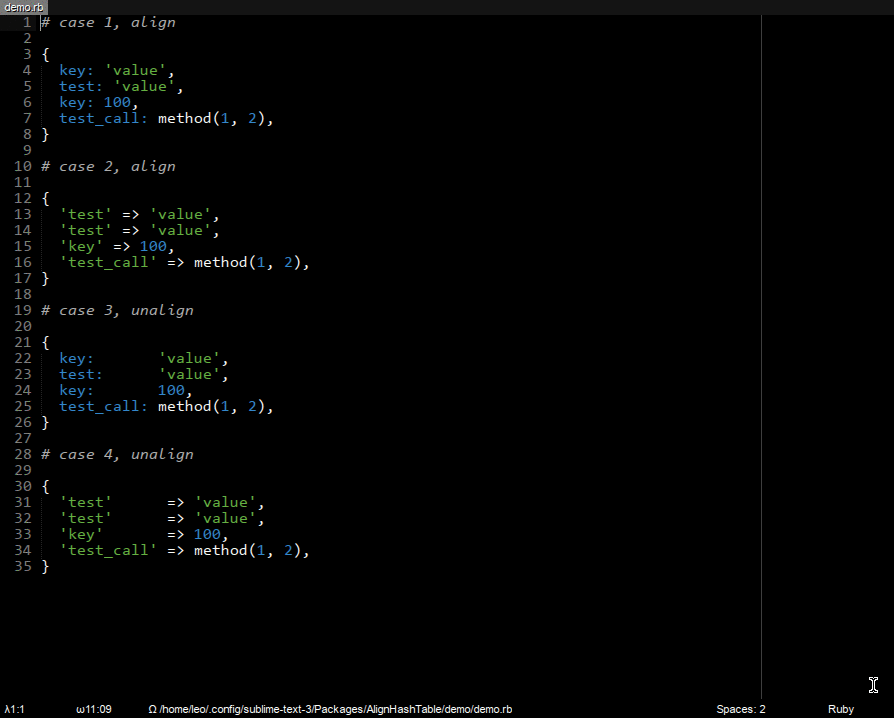 demo.rb
1 # case 1, align
2
3 {
4   key: 'value',
5   test: 'value',
6   key: 100,
7   test_call: method(1, 2),
8 }
9
10 # case 2, align
11
12 {
13   'test' => 'value',
14   'test' => 'value',
15   'key' => 100,
16   'test_call' => method(1, 2),
17 }
18
19 # case 3, unalign
20
21 {
22   key:       'value',
23   test:      'value',
24   key:       100,
25   test_call: method(1, 2),
26 }
27
28 # case 4, unalign
29
30 {
31   'test'      => 'value',
32   'test'      => 'value',
33   'key'       => 100,
34   'test_call' => method(1, 2),
35 }
λ1:1 ω11:09 Ω /home/leo/.config/sublime-text-3/Packages/AlignHashTable/demo/demo.rb Spaces: 2 Ruby